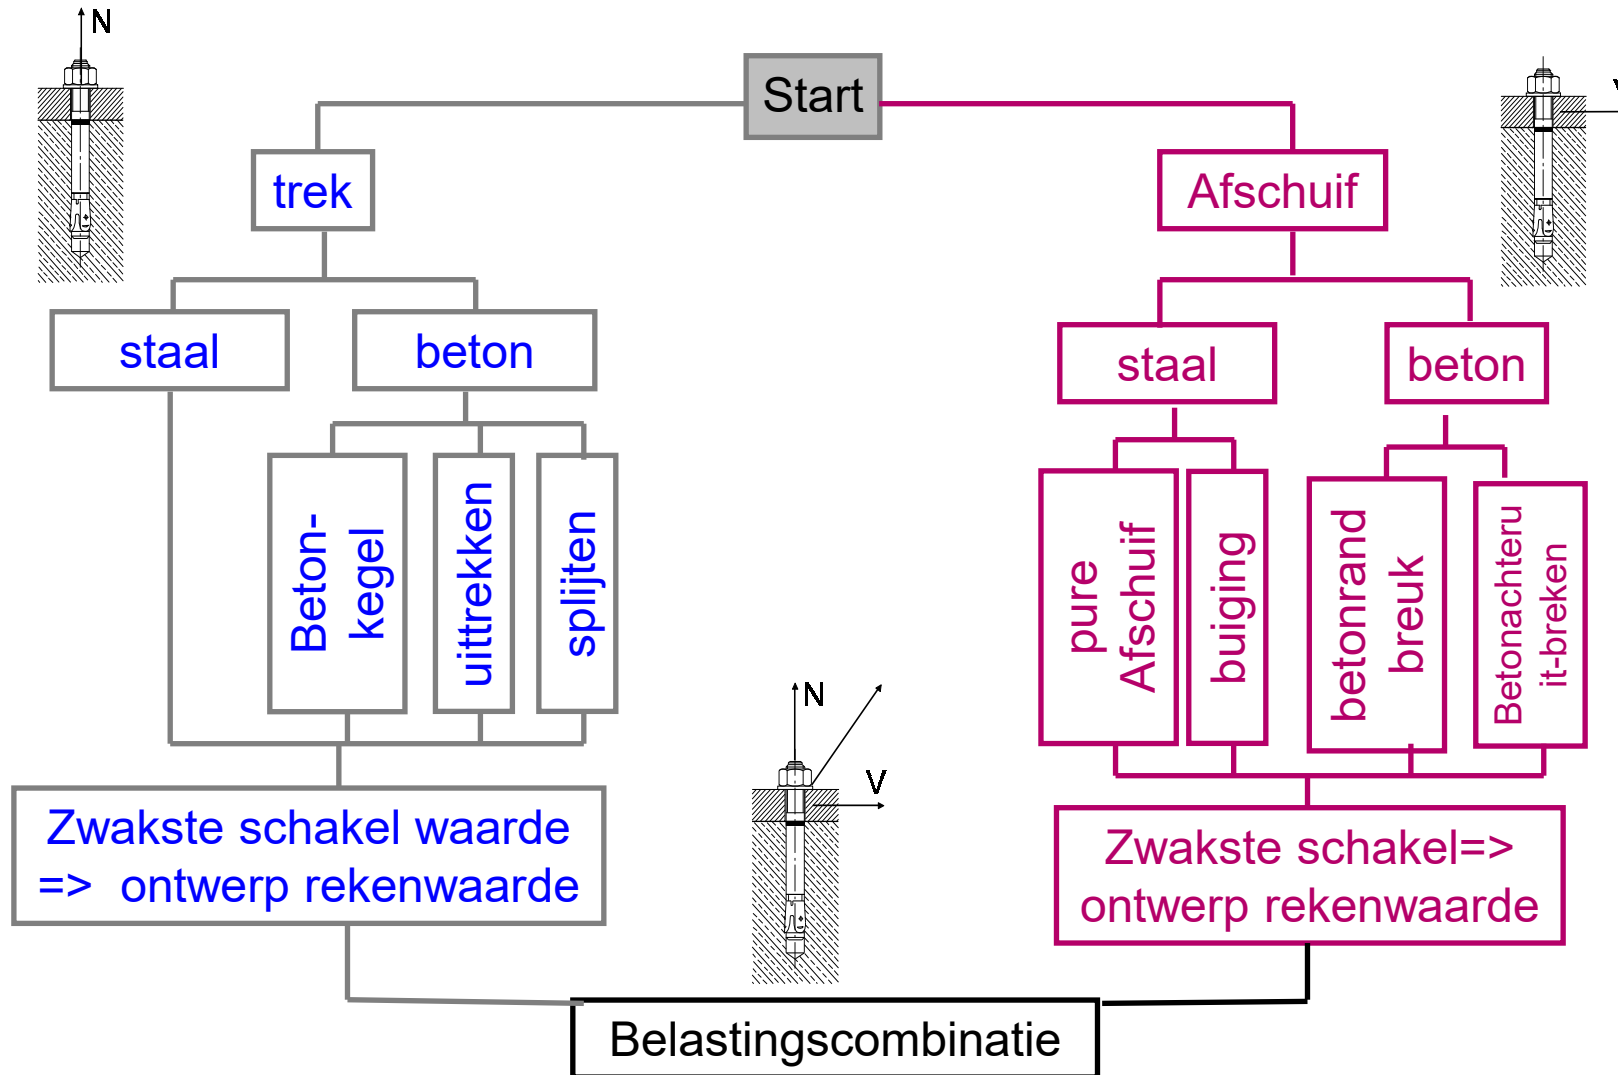 N
Start
V
trek
Afschuif
staal
beton
staal
beton
Beton-
kegel
uittrekken
splijten
pure
Afschuif
buiging
betonrand
breuk
Betonachteru
it-breken
N
V
Zwakste schakel waarde
=> ontwerp rekenwaarde
Zwakste schakel=>
ontwerp rekenwaarde
Belastingscombinatie